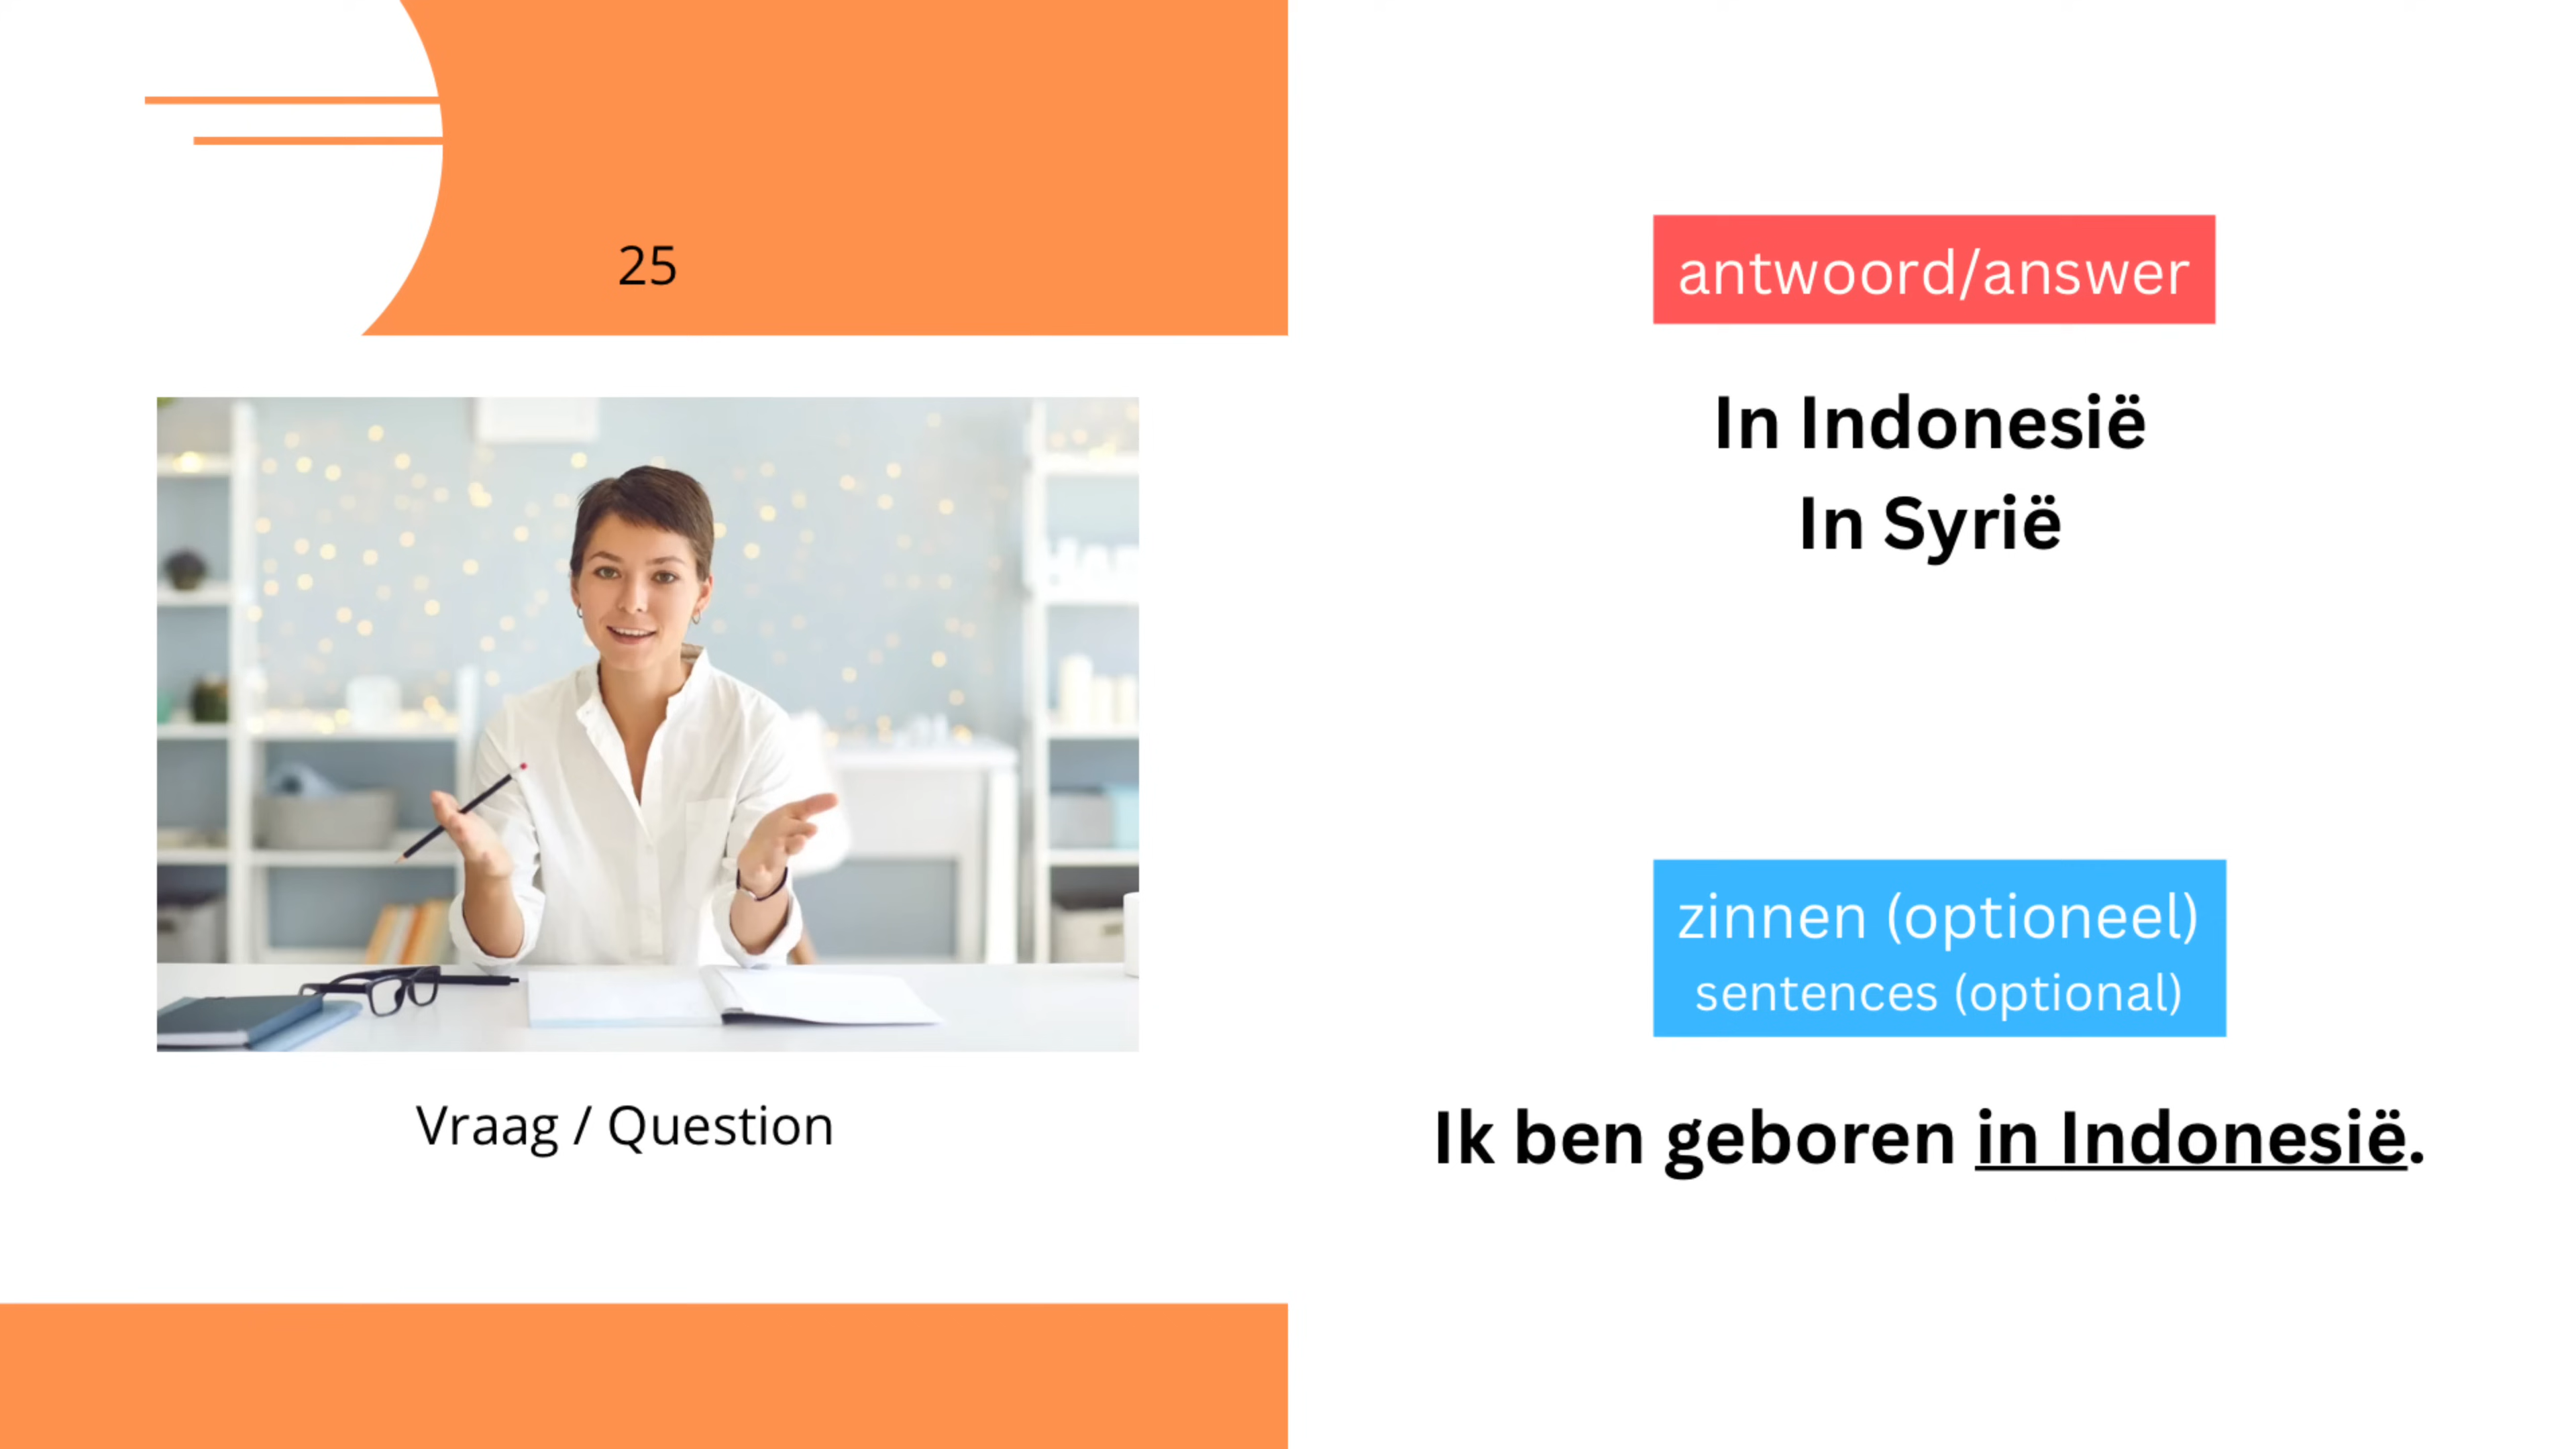 25
Vraag / Question
antwoord/answer
In Indonesië
In Syrië
zinnen (optioneel)
sentences (optional)
Ik ben geboren in Indonesië.